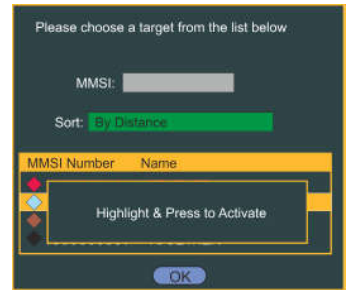 Please choose a target from the list below
MMSI:
Sort: By Distance
MMSI Number Name
Highlight & Press to Activate
OK